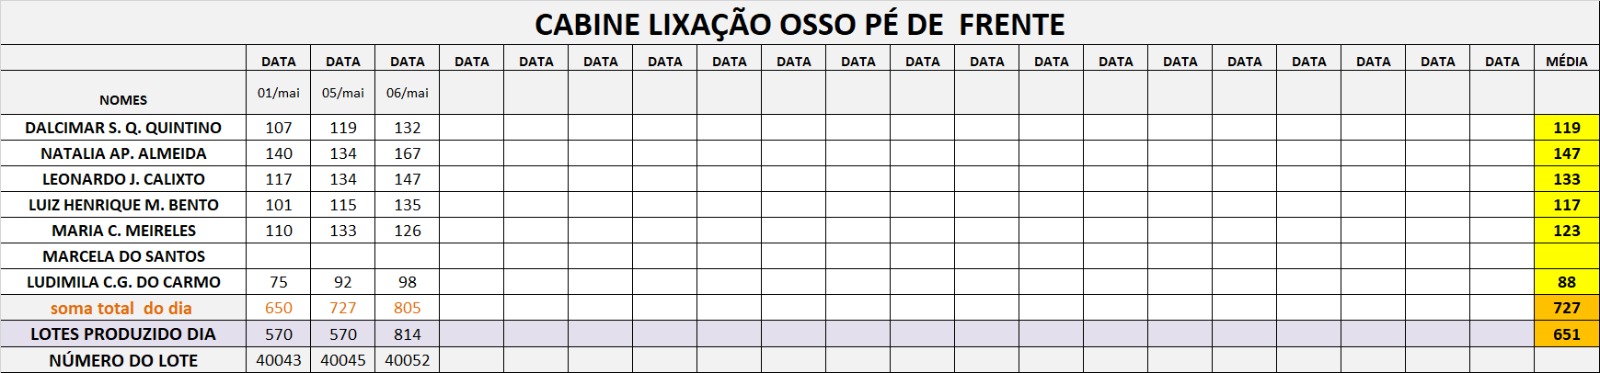 CABINE LIXAÇÃO OSSO PÉ DE FRENTE
DATA DATA DATA DATA DATA DATA DATA DATA DATA DATA DATA DATA DATA DATA DATA DATA DATA DATA DATA DATA MÉDIA
NOMES 01/mai 05/mai 06/mai
DALCIMAR S. Q. QUINTINO 107 119 132 119
NATALIA AP. ALMEIDA 140 134 167 147
LEONARDO J. CALIXTO 117 134 147 133
LUIZ HENRIQUE M. BENTO 101 115 135 117
MARIA C. MEIRELES 110 133 126 123
MARCELA DO SANTOS
LUDIMILA C.G. DO CARMO 75 92 98 88
soma total do dia 650 727 805 727
LOTES PRODUZIDO DIA 570 570 814 651
NÚMERO DO LOTE 40043 40045 40052